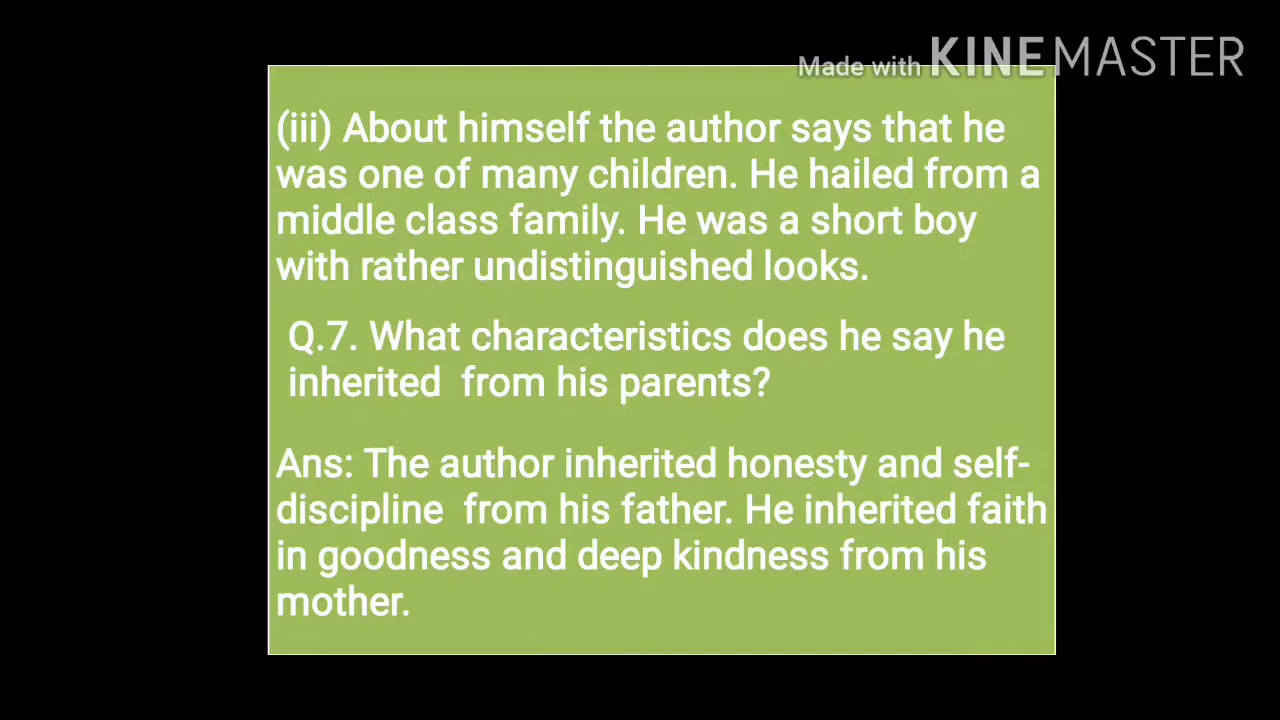 Made with KINEMASTER
(iii) About himself the author says that he
was one of many children. He hailed from a
middle class family. He was a short boy
with rather undistinguished looks.
Q.7. What characteristics does he say he
inherited from his parents?
Ans: The author inherited honesty and self-
discipline from his father. He inherited faith
in goodness and deep kindness from his
mother.